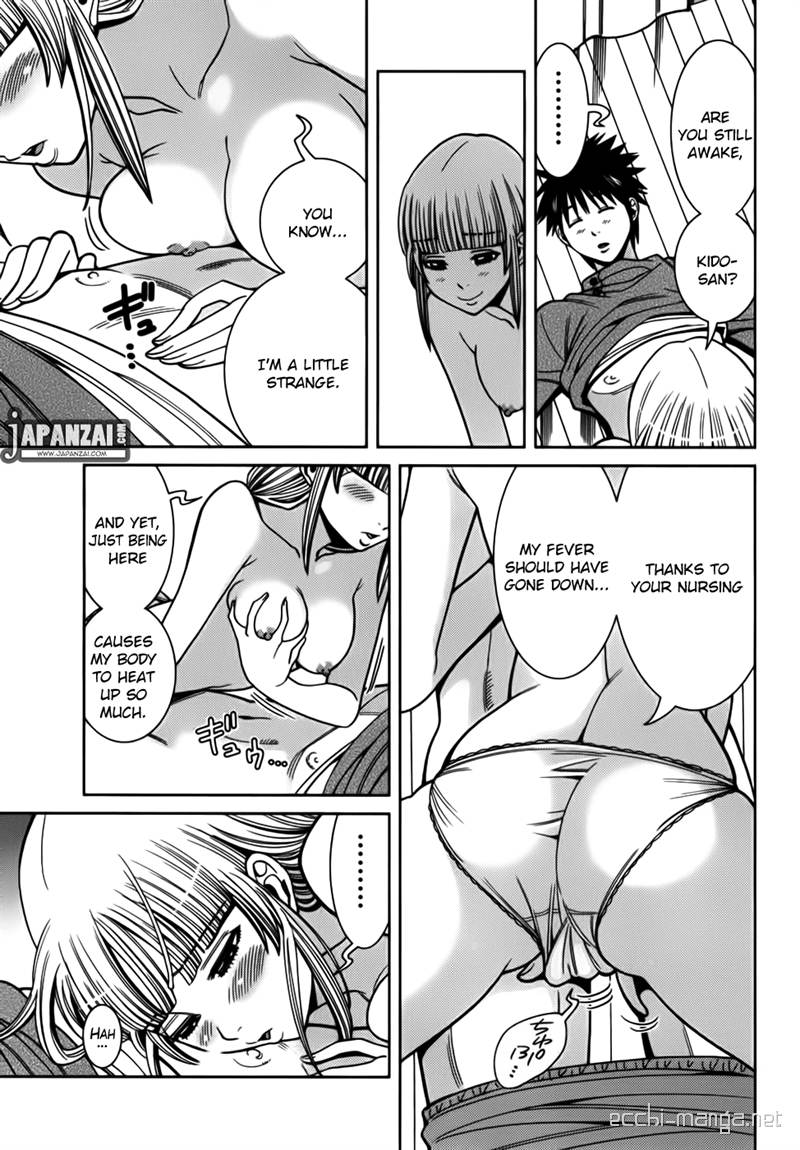 ARE
YOU STILL
AWAKE,
KIDO-
SAN?
.........
YOU
KNOW...
I'M A LITTLE
STRANGE.
ギュ
JAPANZAI.COM
WWW.JAPANZAI.COM
THANKS TO
YOUR NURSING
MY FEVER
SHOULD HAVE
GONE DOWN...
AND YET,
JUST BEING
HERE
CAUSES
MY BODY
TO HEAT
UP SO
MUCH.
ギュウ...
......
HAH
...
ecchi-manga.net